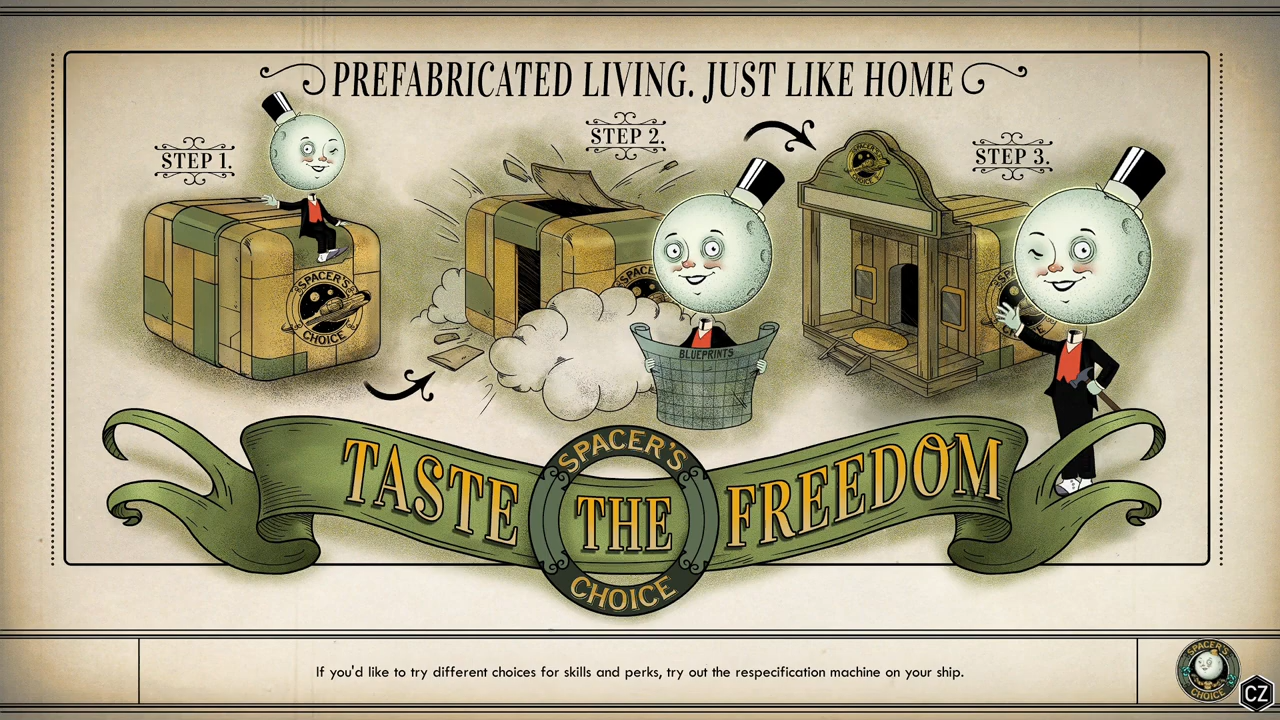 PREFABRICATED LIVING. JUST LIKE HOME
STEP 1.
STEP 2.
STEP 3.
SPACER'S
CHOICE
SPACER'S
BLUEPRINTS
SPACER'S
CHOICE
SPACER'S
TASTE THE FREEDOM
SPACER'S
CHOICE
If you'd like to try different choices for skills and perks, try out the respecification machine on your ship.
SPACER'S
CHOICE
CZ